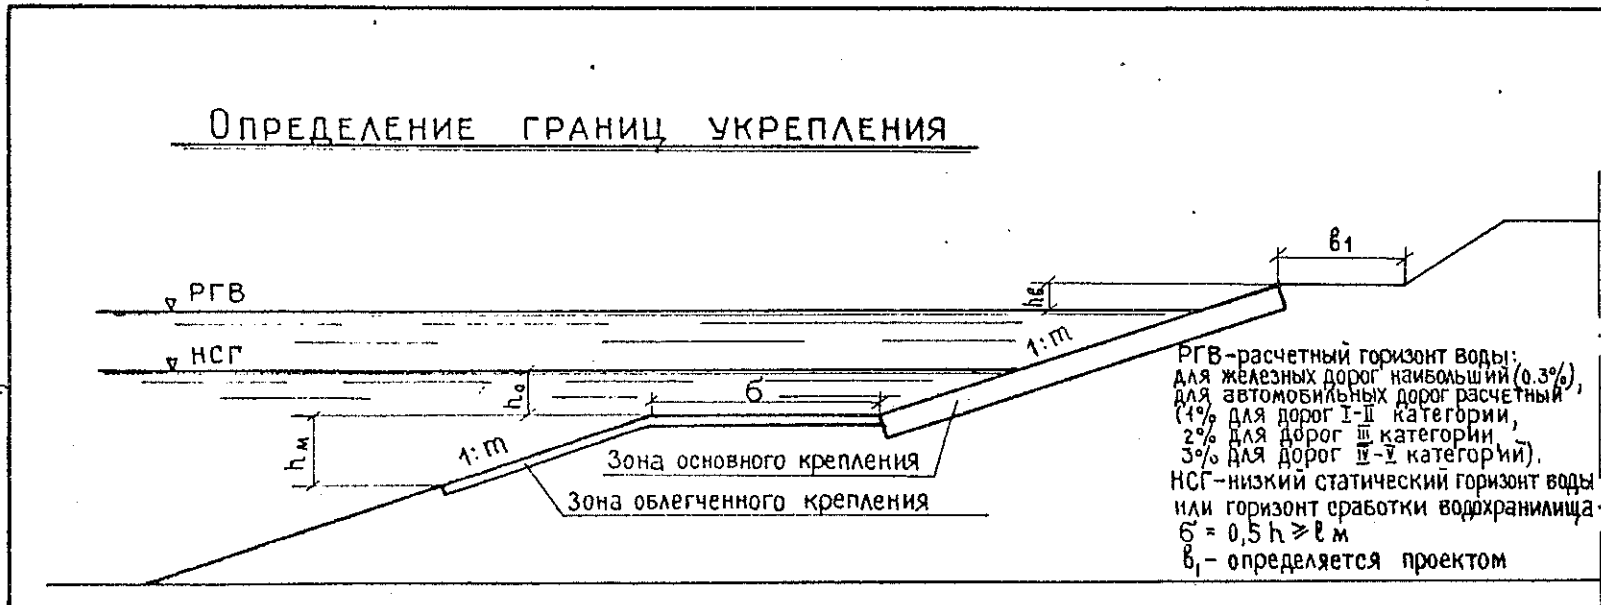 ОПРЕДЕЛЕНИЕ ГРАНИЦ УКРЕПЛЕНИЯ
в1
hв
РГВ
1:m
НСГ
h0
б
hм
1:m
Зона основного крепления
Зона облегченного крепления
РГВ-расчетный горизонт воды:
для железных дорог наибольший (0.3%),
для автомобильных дорог расчетный
(1% для дорог I-II категории,
2% для дорог III категории,
3% для дорог IV-V категорий).
НСГ-низкий статический горизонт воды
или горизонт сработки водохранилища.
б = 0,5 h ⩾ l м
в1- определяется проектом